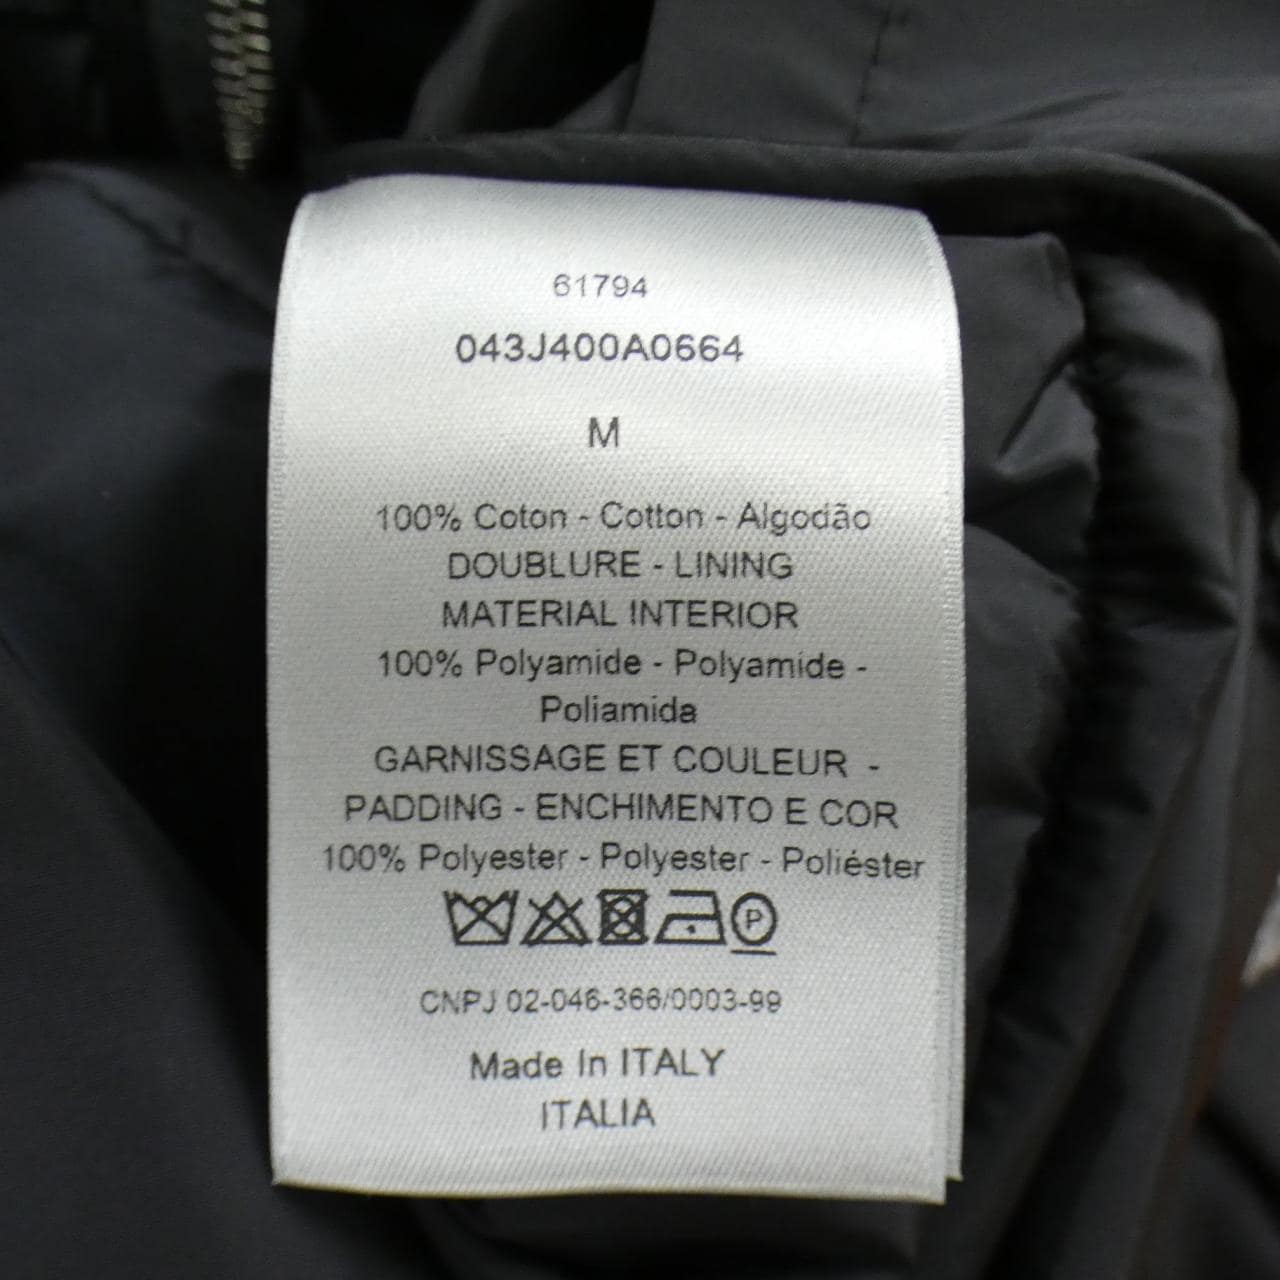 61794
043J400A0664
M
100% Coton - Cotton - Algodão
DOUBLURE - LINING
MATERIAL INTERIOR
100% Polyamide - Polyamide -
Poliamida
GARNISSAGE ET COULEUR -
PADDING - ENCHIMENTO E COR
100% Polyester - Polyester - Poliéster
P
CNPJ 02-046-366/0003-99
Made In ITALY
ITALIA